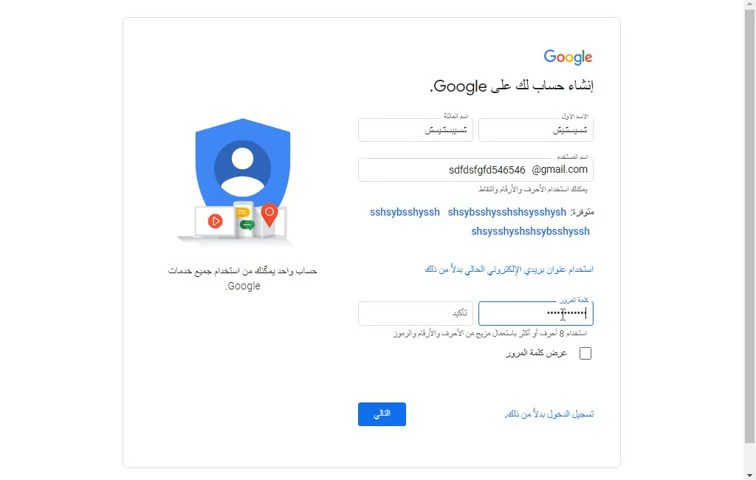 Google
إنشاء حساب لك على Google.
الاسم الأول
اسم العائلة
تسيستيش
تسيبستيستن
اسم المستخدم
sdfdsfgfd546546 @gmail.com
يمكنك استخدام الأحرف والأرقام والنقاط
متوفرة: shsybsshysshshysshysh sshsybsshyssh
shsysshyshshsybsshyssh
استخدام عنوان بريدي الإلكتروني الحالي بدلاً من ذلك
حساب واحد يمكّنك من استخدام جميع خدمات
Google.
كلمة المرور
تأكيد
استخدام 8 أحرف أو أكثر باستعمال مزيج من الأحرف والأرقام والرموز
عرض كلمة المرور
تسجيل الدخول بدلاً من ذلك.
التالي